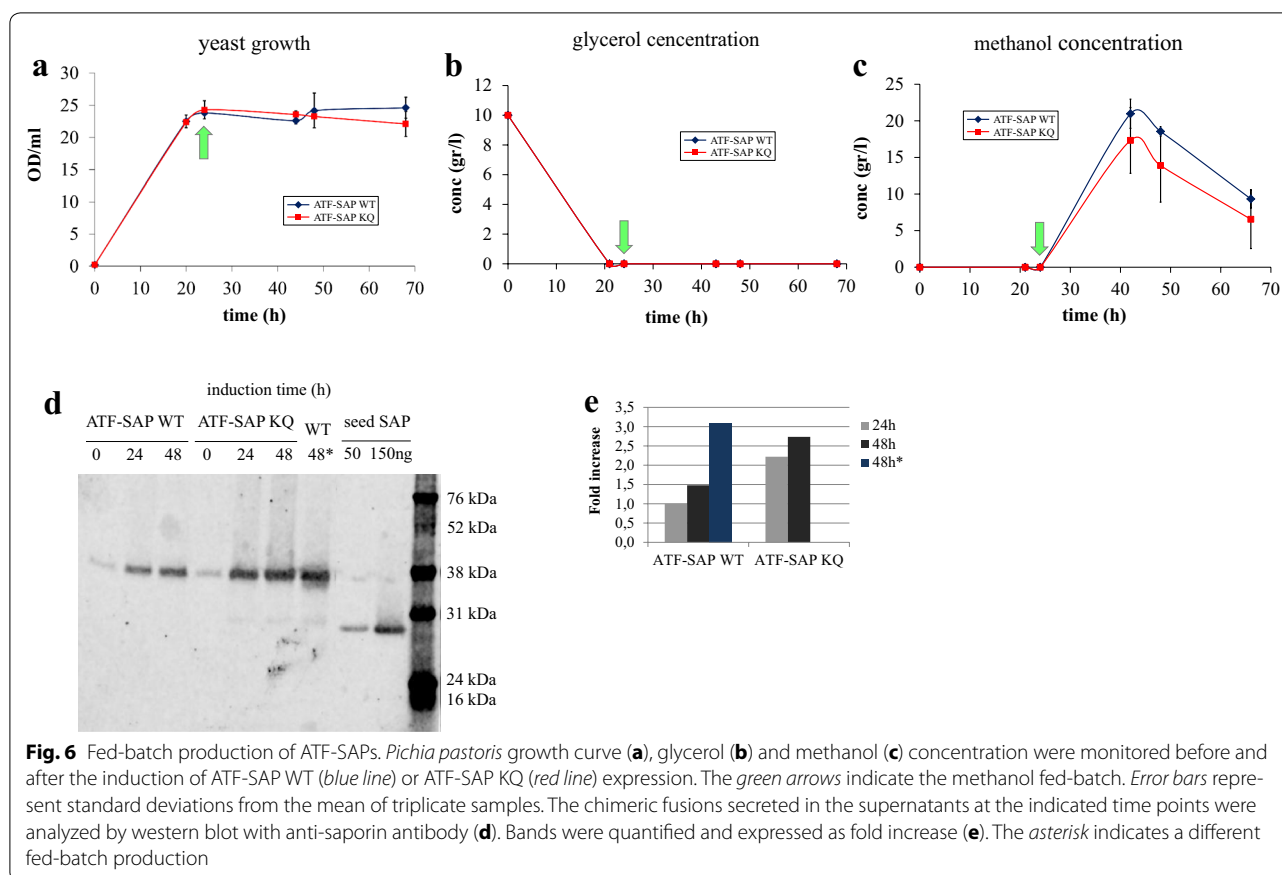 yeast growth
a
30
25
20
15
10
5
0
OD/ml
0 10 20 30 40 50 60 70
time (h)
ATF-SAP WT
ATF-SAP KQ
glycerol cencentration
b
12
10
8
6
4
2
0
conc (gr/l)
0 10 20 30 40 50 60 70
time (h)
ATF-SAP WT
ATF-SAP KQ
methanol concentration
c
25
20
15
10
5
0
conc (gr/l)
0 10 20 30 40 50 60 70
time (h)
ATF-SAP WT
ATF-SAP KQ
d
induction time (h)
ATF-SAP WT ATF-SAP KQ WT seed SAP
0 24 48 0 24 48 48* 50 150ng
76 kDa
52 kDa
38 kDa
31 kDa
24 kDa
16 kDa
e
3,5
3,0
2,5
2,0
1,5
1,0
0,5
0,0
Fold increase
ATF-SAP WT ATF-SAP KQ
24h
48h
48h*
Fig. 6 Fed-batch production of ATF-SAPs. Pichia pastoris growth curve (a), glycerol (b) and methanol (c) concentration were monitored before and
after the induction of ATF-SAP WT (blue line) or ATF-SAP KQ (red line) expression. The green arrows indicate the methanol fed-batch. Error bars repre-
sent standard deviations from the mean of triplicate samples. The chimeric fusions secreted in the supernatants at the indicated time points were
analyzed by western blot with anti-saporin antibody (d). Bands were quantified and expressed as fold increase (e). The asterisk indicates a different
fed-batch production